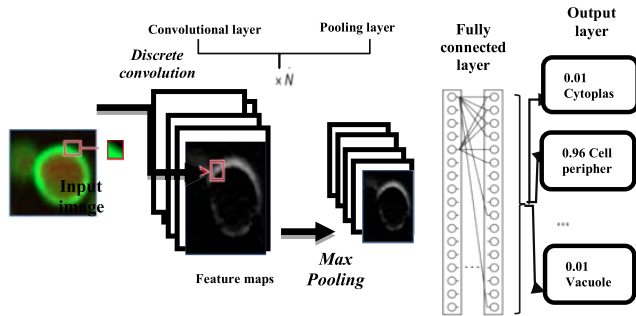 Convolutional layer
Pooling layer
Discrete
convolution
× N
Input
image
Feature maps
Max
Pooling
Fully
connected
layer
...
Output
layer
0.01
Cytoplas
0.96 Cell
peripher
...
0.01
Vacuole